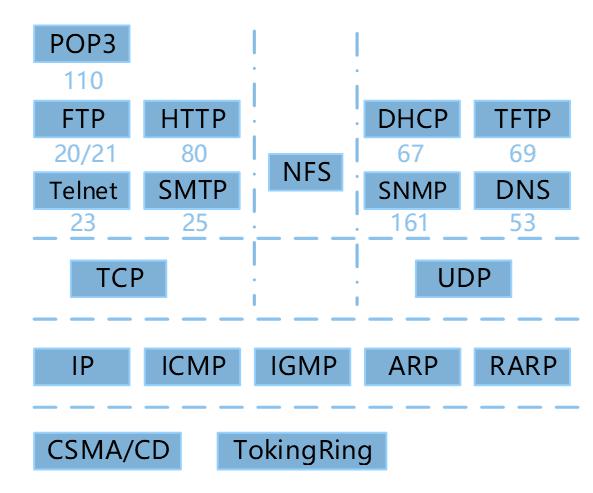 POP3
110
FTP HTTP DHCP TFTP
20/21 80 67 69
NFS
Telnet SMTP SNMP DNS
23 25 161 53
TCP UDP
IP ICMP IGMP ARP RARP
CSMA/CD TokingRing